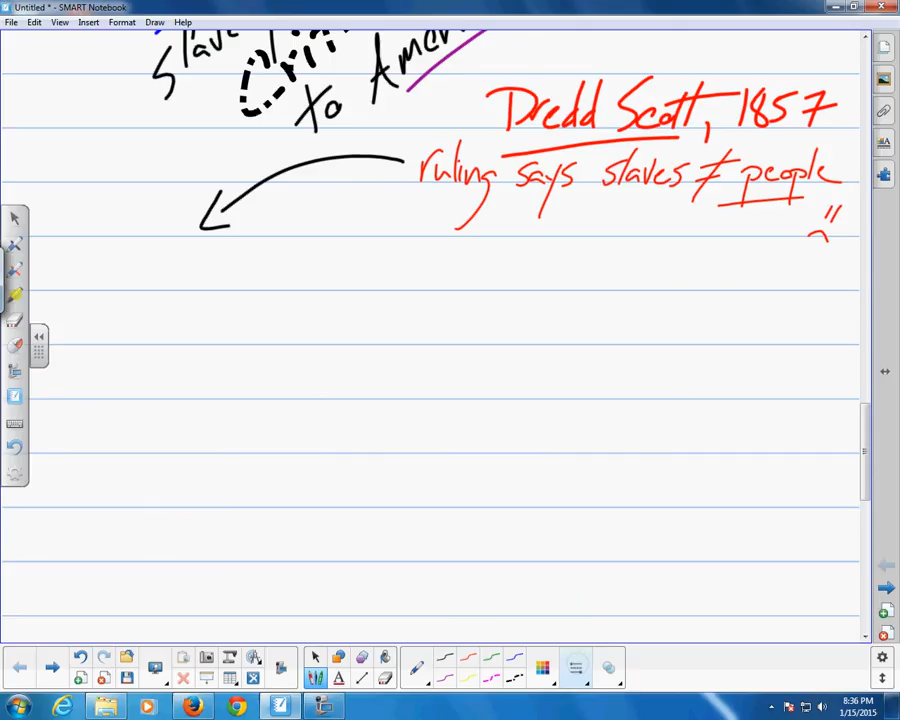 Untitled * - SMART Notebook
File Edit View Insert Format Draw Help
slave
to Amer
Dredd Scott, 1857
ruling says slaves ≠ people
8:36 PM
1/15/2015